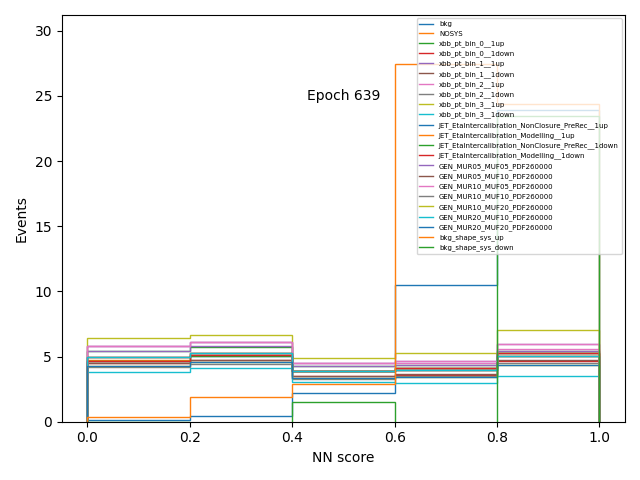 bkg
NOSYS
xbb_pt_bin_0__1up
xbb_pt_bin_0__1down
xbb_pt_bin_1__1up
xbb_pt_bin_1__1down
xbb_pt_bin_2__1up
xbb_pt_bin_2__1down
xbb_pt_bin_3__1up
xbb_pt_bin_3__1down
JET_EtaIntercalibration_NonClosure_PreRec__1up
JET_EtaIntercalibration_Modelling__1up
JET_EtaIntercalibration_NonClosure_PreRec__1down
JET_EtaIntercalibration_Modelling__1down
GEN_MUR05_MUF05_PDF260000
GEN_MUR05_MUF10_PDF260000
GEN_MUR10_MUF05_PDF260000
GEN_MUR10_MUF10_PDF260000
GEN_MUR10_MUF20_PDF260000
GEN_MUR20_MUF10_PDF260000
GEN_MUR20_MUF20_PDF260000
bkg_shape_sys_up
bkg_shape_sys_down
Epoch 639
Events
30
25
20
15
10
5
0
0.0 0.2 0.4 0.6 0.8 1.0
NN score